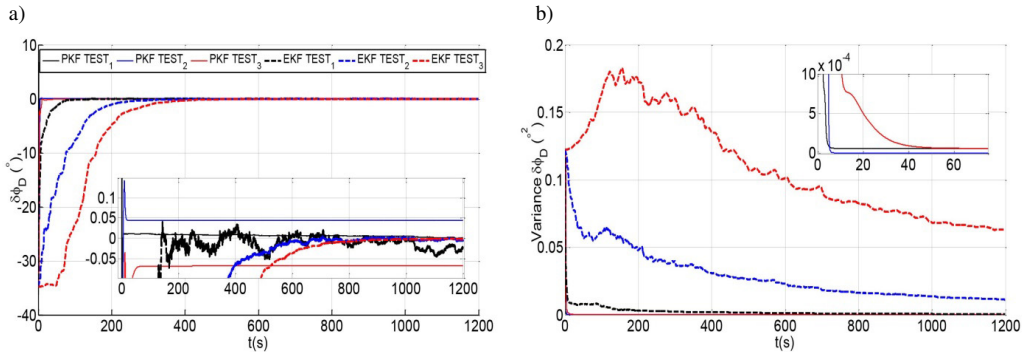 a)
10
PKF TEST1 PKF TEST2 PKF TEST3 EKF TEST1 EKF TEST2 EKF TEST3
0
-10
-20
-30
-40
δϕD (°)
0.1
0.05
0
-0.05
200 400 600 800 1000 1200
0 200 400 600 800 1000 1200
t(s)
b)
0.2
0.15
0.1
0.05
0
Variance δϕD (°²)
10 x 10⁻⁴
5
0
0 20 40 60
0 200 400 600 800 1000 1200
t(s)